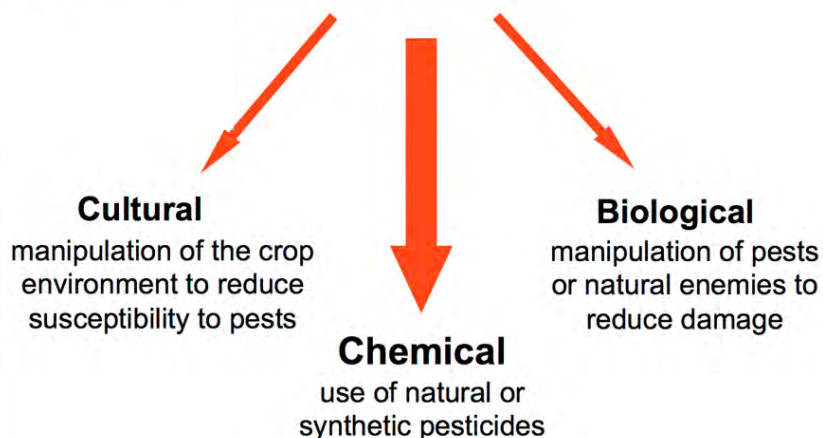 Cultural
manipulation of the crop
environment to reduce
susceptibility to pests
Chemical
use of natural or
synthetic pesticides
Biological
manipulation of pests
or natural enemies to
reduce damage